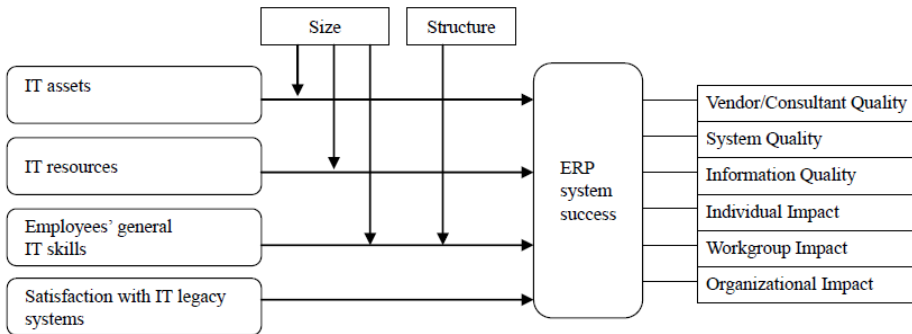 Size
Structure
IT assets
IT resources
Employees' general
IT skills
Satisfaction with IT legacy
systems
ERP
system
success
Vendor/Consultant Quality
System Quality
Information Quality
Individual Impact
Workgroup Impact
Organizational Impact